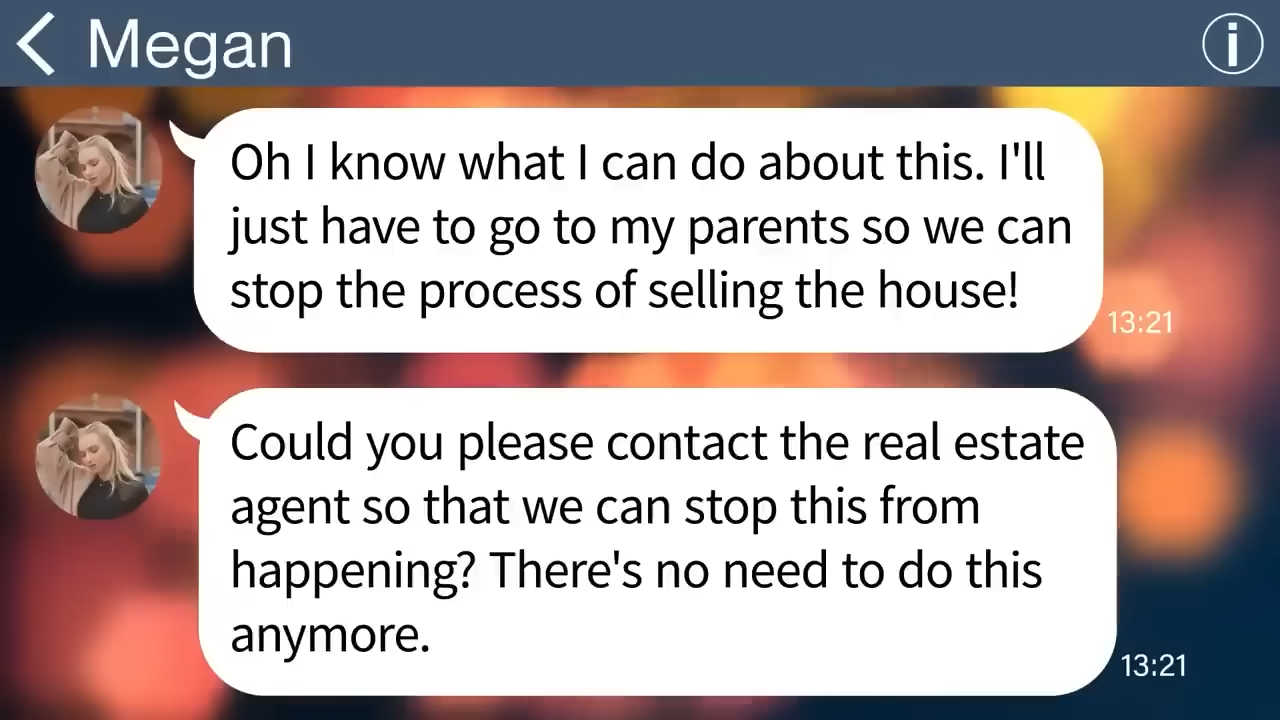 Megan
Oh I know what I can do about this. I'll
just have to go to my parents so we can
stop the process of selling the house!
13:21
Could you please contact the real estate
agent so that we can stop this from
happening? There's no need to do this
anymore.
13:21